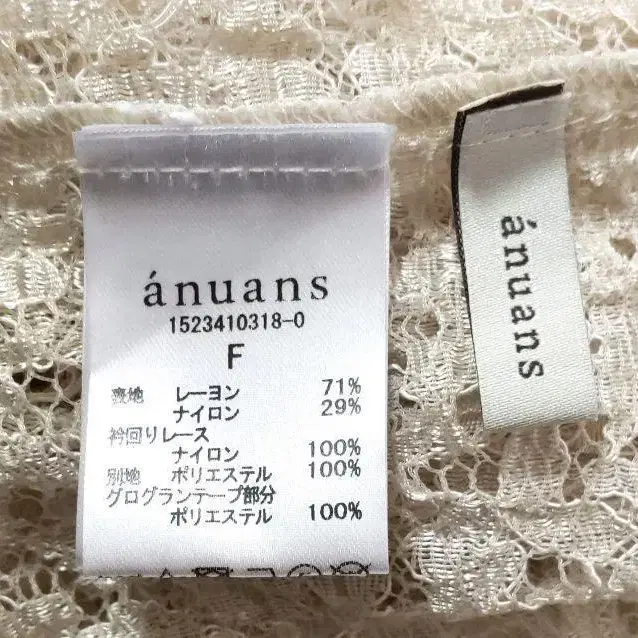 ánuans
1523410318-0
F
表地 レーヨン 71%
ナイロン 29%
衿回りレース
ナイロン 100%
別地 ポリエステル 100%
グログランテープ部分
ポリエステル 100%
ánuans